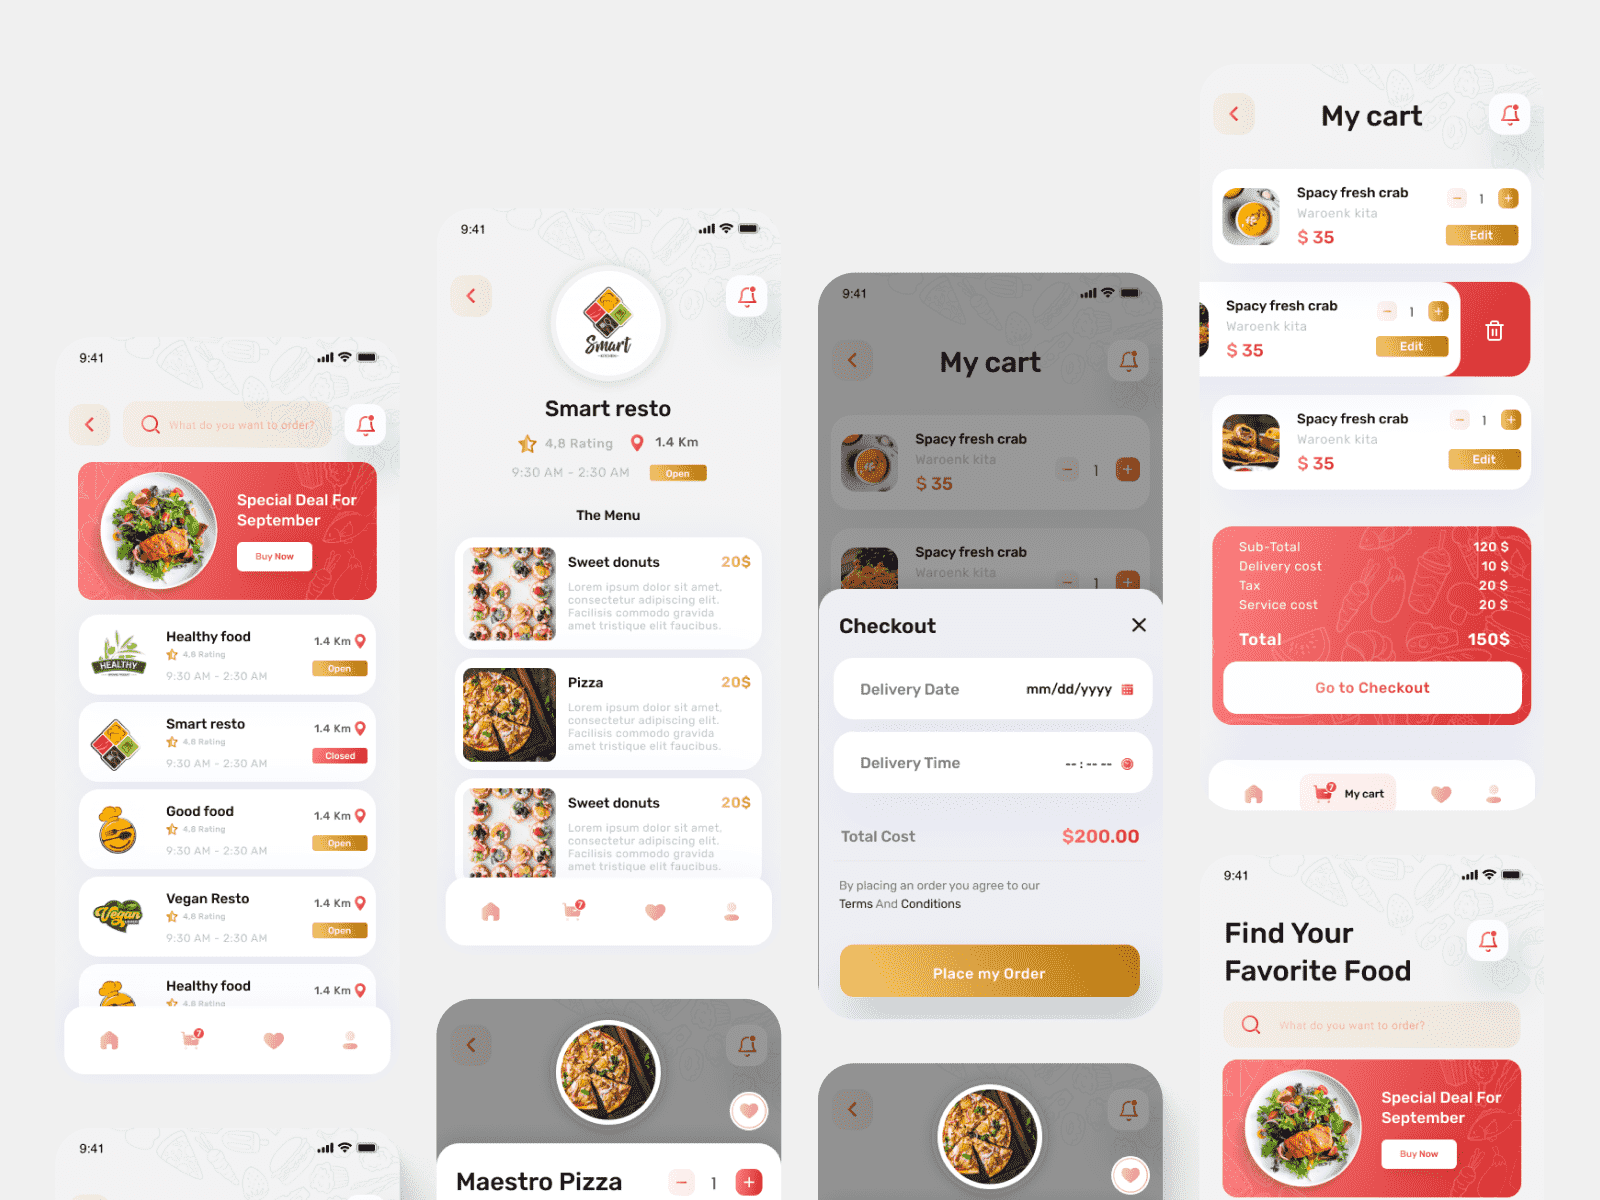 9:41
What do you want to order?
Special Deal For
September
Buy Now
HEALTHY
Healthy food
4,8 Rating
9:30 AM - 2:30 AM
1.4 Km
Open
Smart resto
4,8 Rating
9:30 AM - 2:30 AM
1.4 Km
Closed
Good food
4,8 Rating
9:30 AM - 2:30 AM
1.4 Km
Open
Vegan
Vegan Resto
4,8 Rating
9:30 AM - 2:30 AM
1.4 Km
Open
Healthy food
4,8 Rating
1.4 Km
7
9:41
9:41
Smart
KITCHEN
Smart resto
4,8 Rating
1.4 Km
9:30 AM - 2:30 AM
Open
The Menu
Sweet donuts
20$
Lorem ipsum dolor sit amet,
consectetur adipiscing elit.
Facilisis commodo gravida
amet tristique elit faucibus.
Pizza
20$
Lorem ipsum dolor sit amet,
consectetur adipiscing elit.
Facilisis commodo gravida
amet tristique elit faucibus.
Sweet donuts
20$
Lorem ipsum dolor sit amet,
consectetur adipiscing elit.
Facilisis commodo gravida
amet tristique elit faucibus.
7
Maestro Pizza
1
9:41
My cart
Spacy fresh crab
Waroenk kita
$ 35
1
Spacy fresh crab
Waroenk kita
1
Checkout
Delivery Date
mm/dd/yyyy
Delivery Time
-- : -- --
Total Cost
$200.00
By placing an order you agree to our
Terms And Conditions
Place my Order
My cart
Spacy fresh crab
Waroenk kita
$ 35
1
Edit
Spacy fresh crab
Waroenk kita
$ 35
1
Edit
Spacy fresh crab
Waroenk kita
$ 35
1
Edit
Sub-Total
120 $
Delivery cost
10 $
Tax
20 $
Service cost
20 $
Total
150$
Go to Checkout
7
My cart
9:41
Find Your
Favorite Food
What do you want to order?
Special Deal For
September
Buy Now